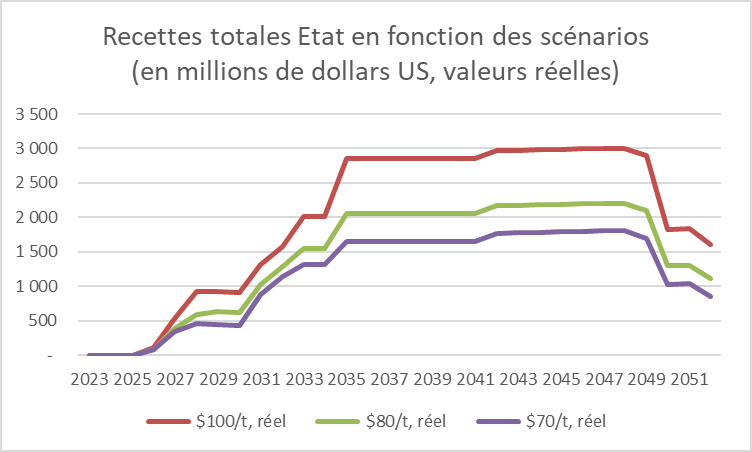 Recettes totales Etat en fonction des scénarios
(en millions de dollars US, valeurs réelles)
3 500
3 000
2 500
2 000
1 500
1 000
500
-
2023 2025 2027 2029 2031 2033 2035 2037 2039 2041 2043 2045 2047 2049 2051
$100/t, réel $80/t, réel $70/t, réel